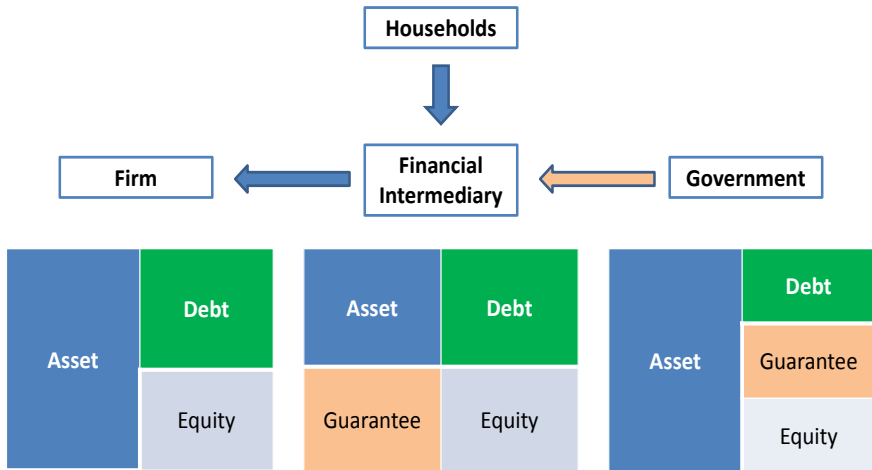 Households
Firm
Financial
Intermediary
Government
Debt
Asset
Equity
Asset
Debt
Guarantee
Equity
Asset
Debt
Guarantee
Equity